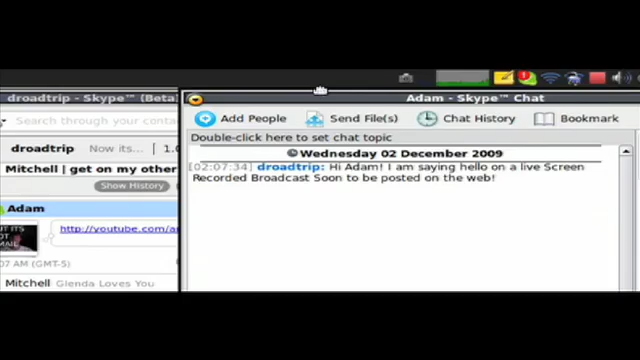 droadtrip - Skype™ (Beta)
Adam - Skype™ Chat
Search through your conta
Add People
Send File(s)
Chat History
Bookmark
Double-click here to set chat topic
droadtrip Now its... 1.0
Wednesday 02 December 2009
Mitchell | get on my other
[02:07:34] droadtrip: Hi Adam! I am saying hello on a live Screen
Recorded Broadcast Soon to be posted on the web!
Show History
Adam
http://youtube.com/a
07 AM (GMT-5)
Mitchell Glenda Loves You